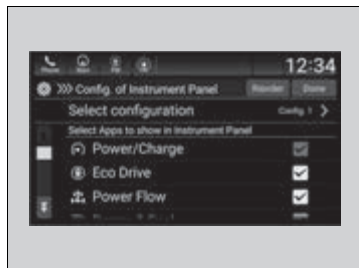 Phone
12:34
Config. of Instrument Panel
Reorder
Done
Select configuration
Config. 1
Select Apps to show in Instrument Panel
Power/Charge
Eco Drive
Power Flow